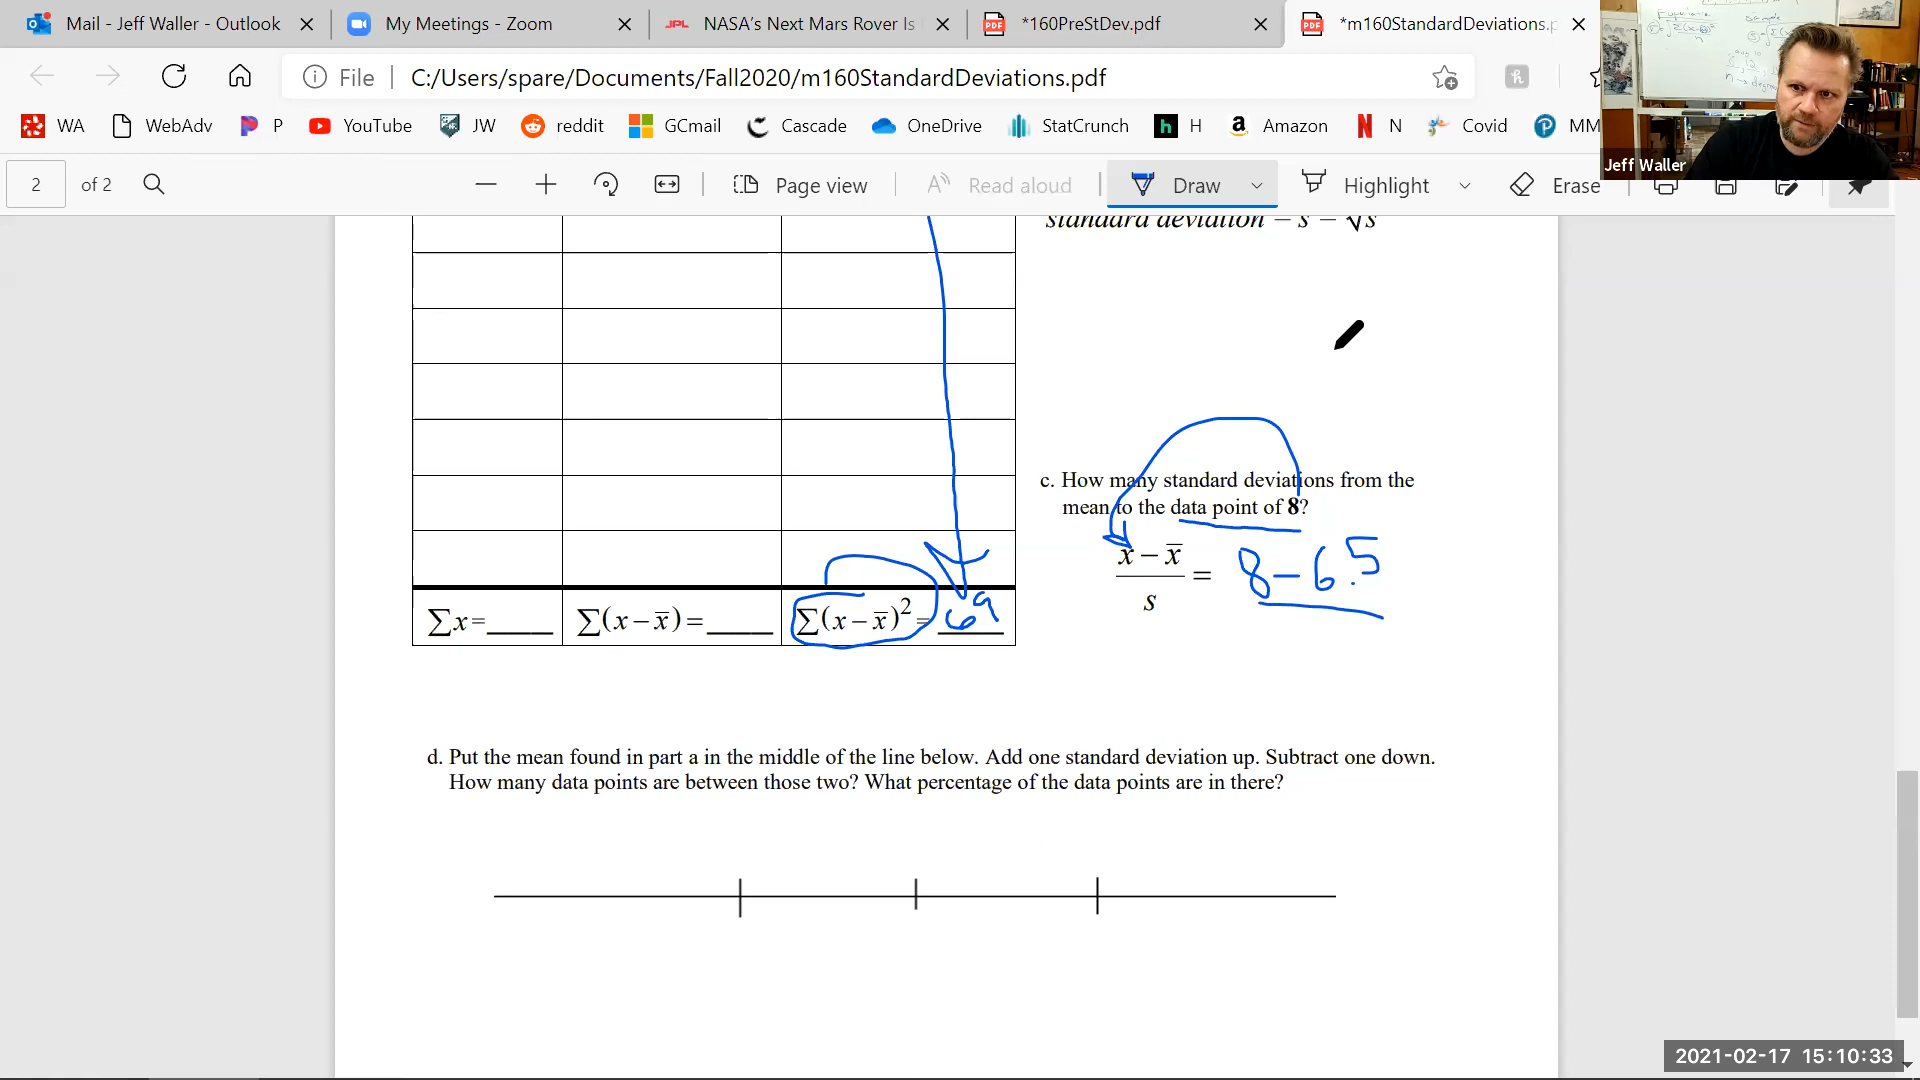 Mail - Jeff Waller - Outlook
My Meetings - Zoom
JPL NASA's Next Mars Rover Is
PDF *160PreStDev.pdf
PDF *m160StandardDeviations.p
File C:/Users/spare/Documents/Fall2020/m160StandardDeviations.pdf
WA WebAdv P YouTube JW reddit GCmail Cascade OneDrive StatCrunch H Amazon N Covid MM
Jeff Waller
2 of 2 Page view Read aloud Draw Highlight Erase
standard deviation = s = √s
c. How many standard deviations from the
mean to the data point of 8?
x − x̄ / s = 8 − 6.5
∑x = ____ ∑(x − x̄) = ____ ∑(x − x̄)² = 69
d. Put the mean found in part a in the middle of the line below. Add one standard deviation up. Subtract one down.
How many data points are between those two? What percentage of the data points are in there?
2021-02-17 15:10:33